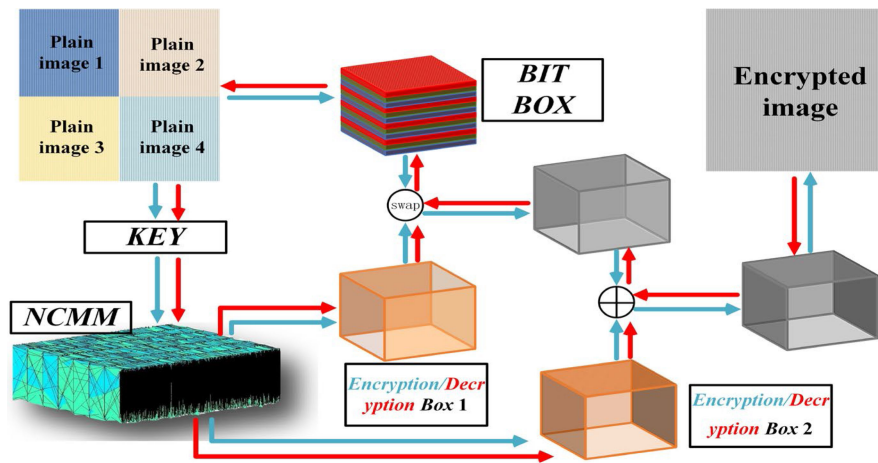 Plain
image 1
Plain
image 2
Plain
image 3
Plain
image 4
BIT
BOX
Encrypted
image
swap
KEY
NCMM
Encryption/Decr
yption Box 1
Encryption/Decr
yption Box 2